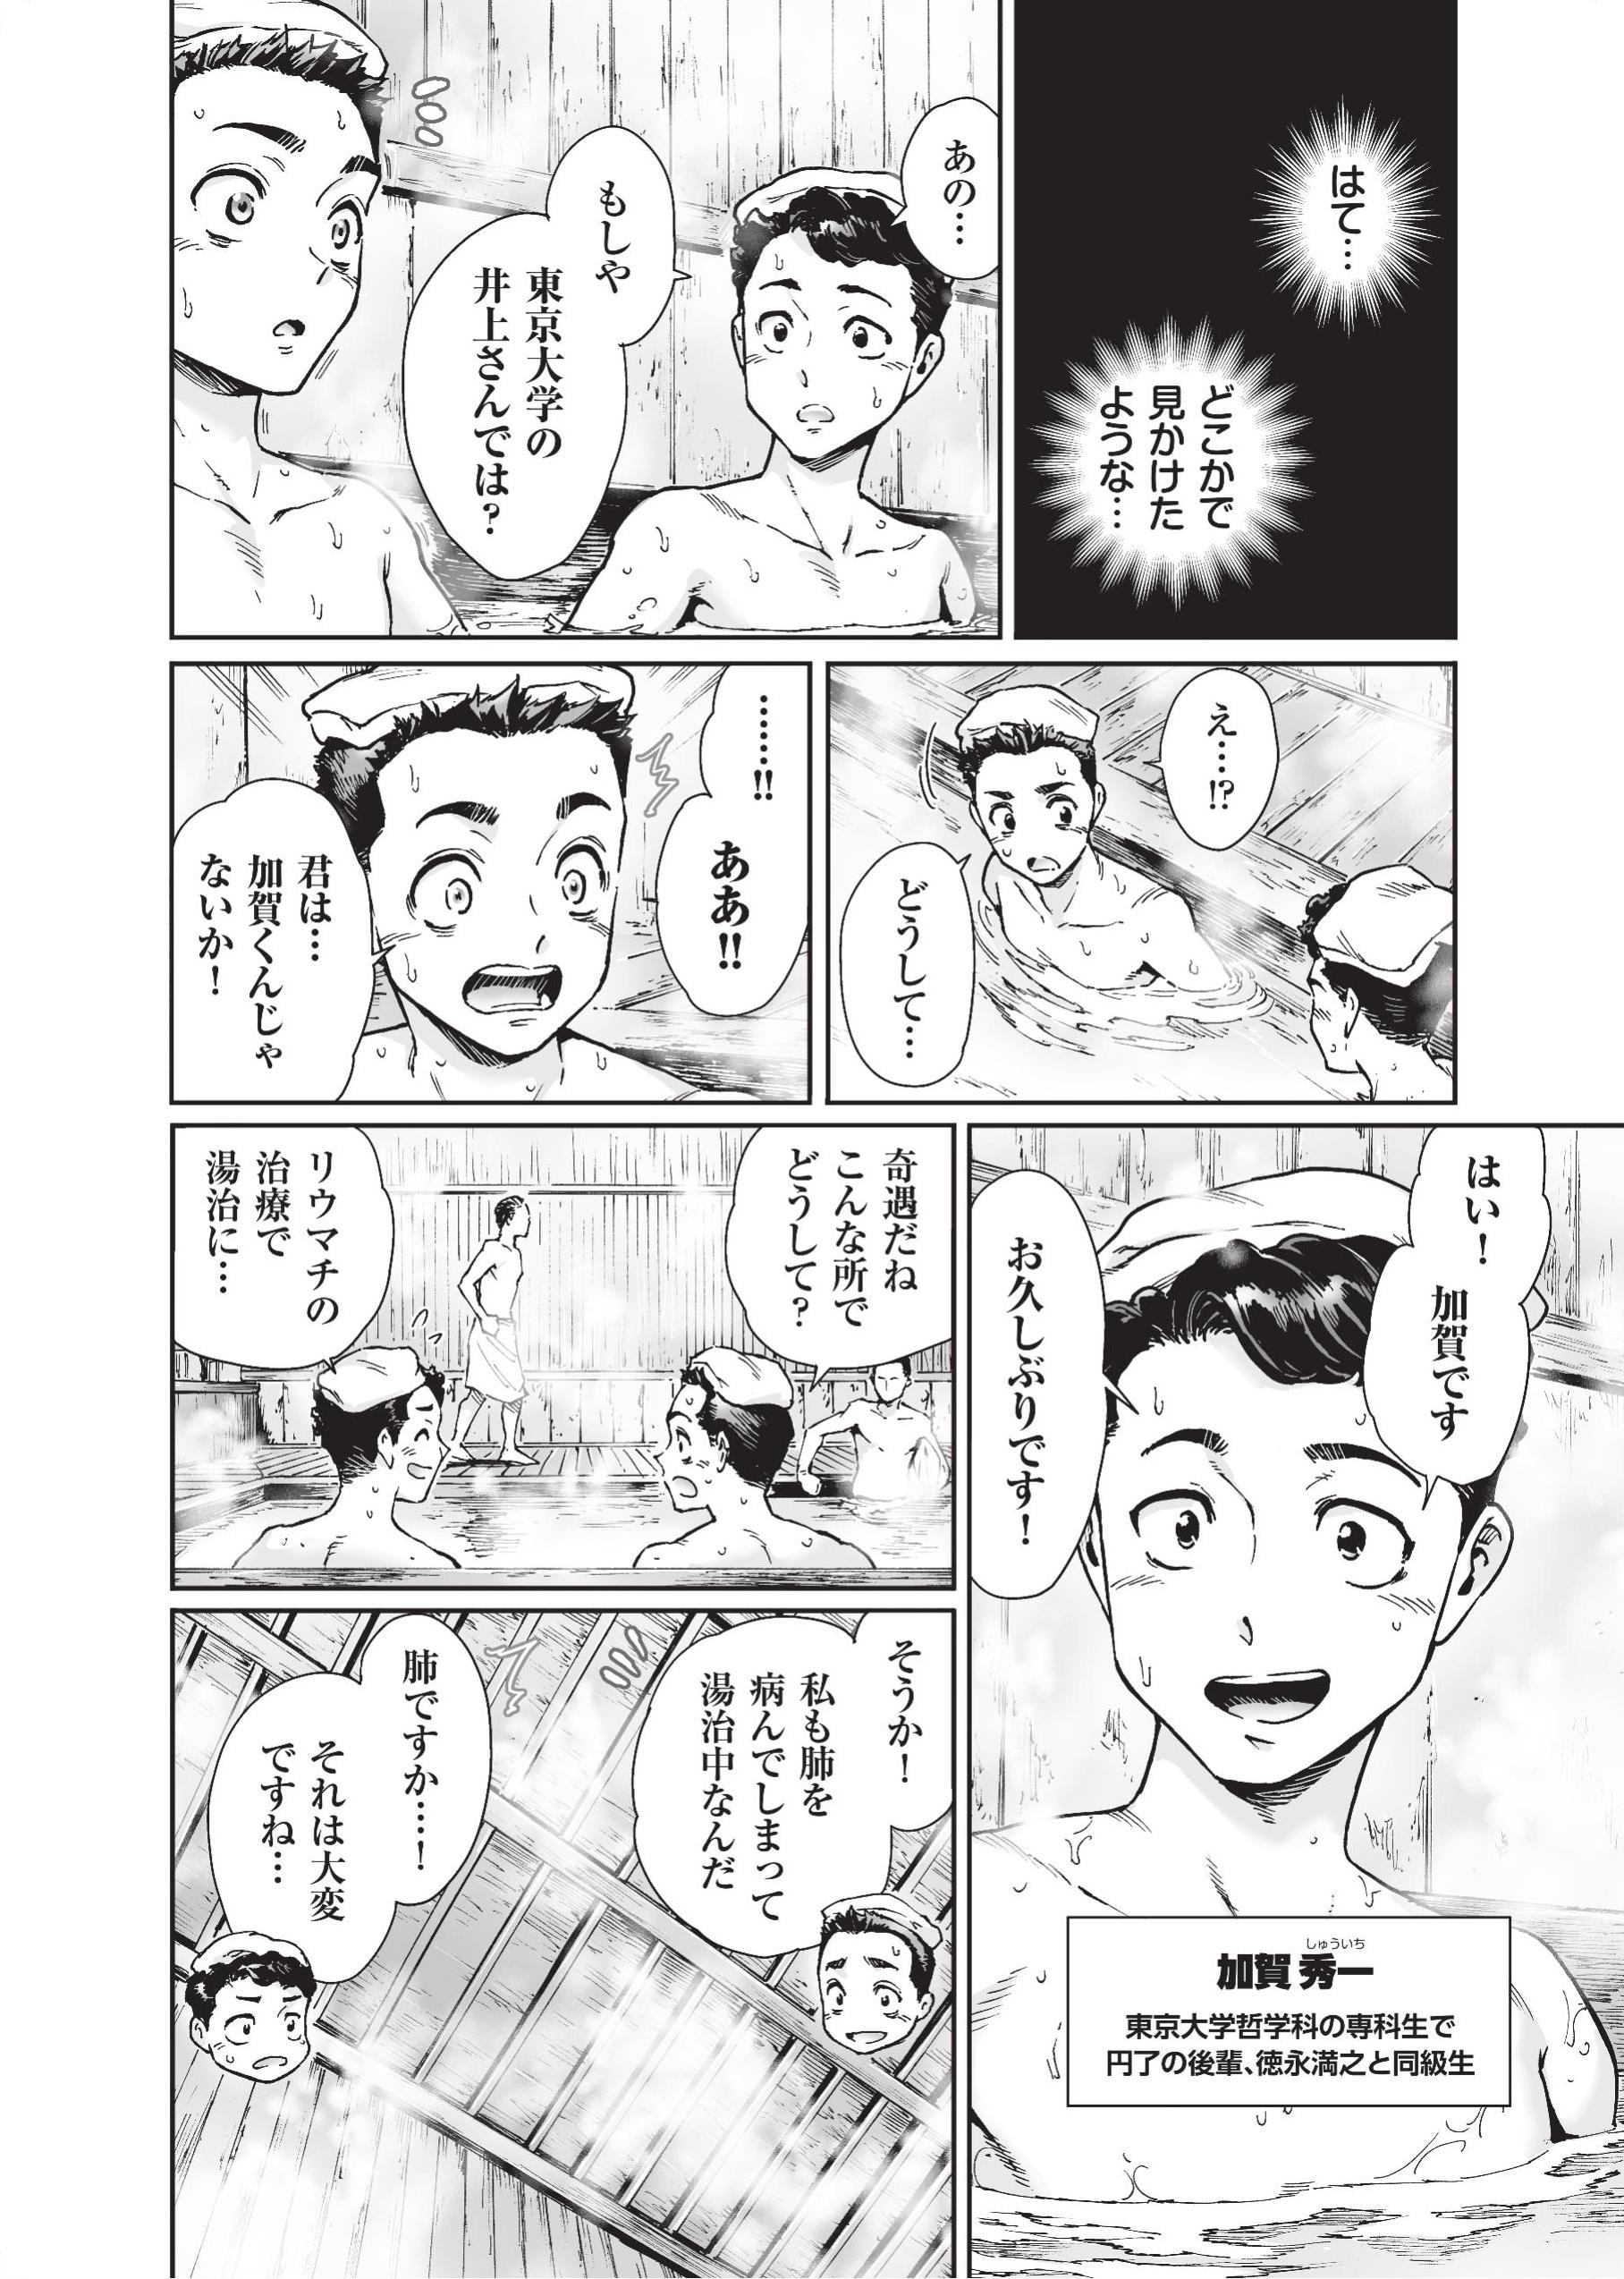 はて…
どこかで
見かけた
ような…
あの…
もしや
東京大学の
井上さんでは?
え…!?
どうして…
……!!
ああ!!
君は…
加賀くんじゃ
ないか!
はい!
加賀です
お久しぶりです!
加賀 秀一
しゅういち
東京大学哲学科の専科生で
円了の後輩、徳永満之と同級生
奇遇だね
こんな所で
どうして?
リウマチの
治療で
湯治に…
そうか!
私も肺を
病んでしまって
湯治中なんだ
肺ですか…!
それは大変
ですね…